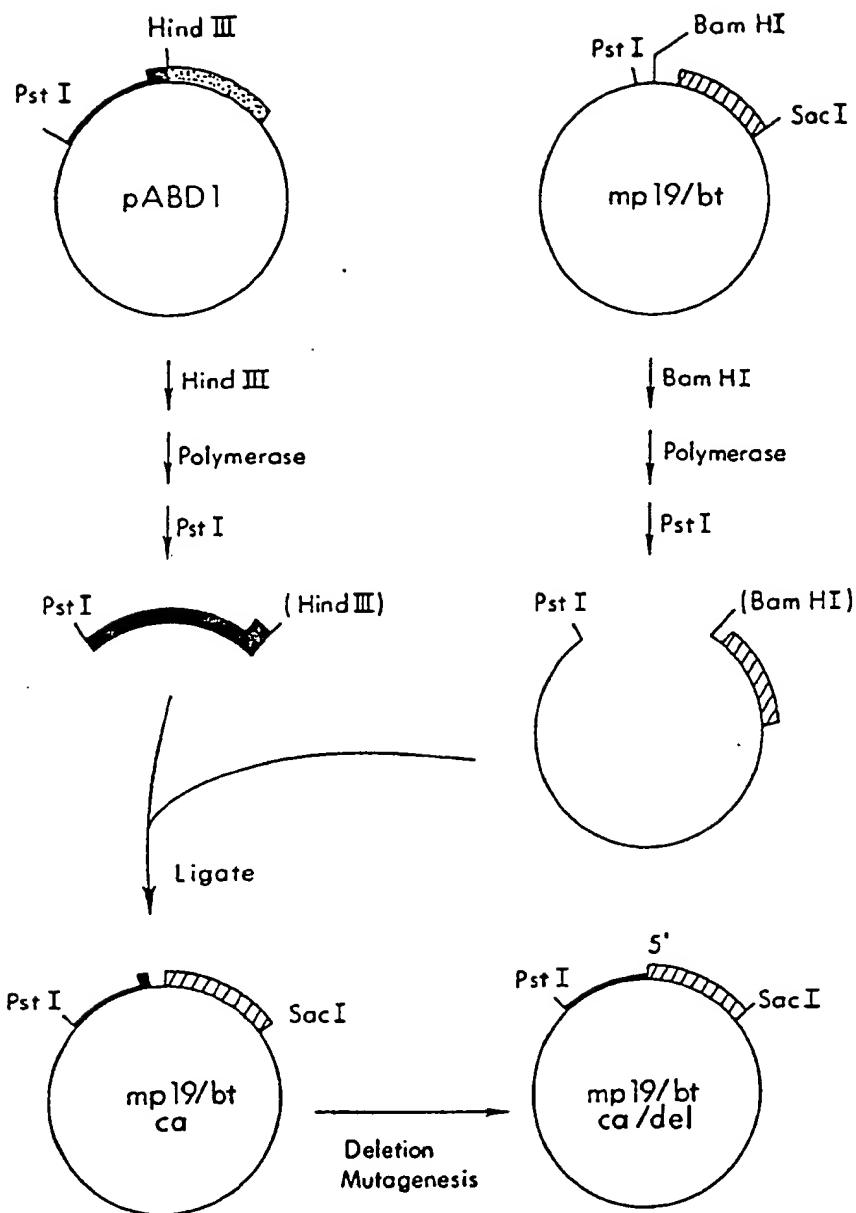 Hind III
Pst I
pABD1
Bam HI
Pst I
Sac I
mp19/bt
Hind III
Polymerase
Pst I
Bam HI
Polymerase
Pst I
Pst I
(Hind III)
Pst I
(Bam HI)
Ligate
Pst I
Sac I
mp19/bt
ca
Deletion
Mutagenesis
5'
Pst I
Sac I
mp19/bt
ca/del